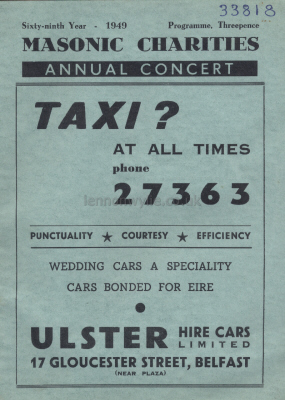 33818
Sixty-ninth Year - 1949 Programme, Threepence
MASONIC CHARITIES
ANNUAL CONCERT
TAXI?
AT ALL TIMES
phone
27363
PUNCTUALITY ★ COURTESY ★ EFFICIENCY
WEDDING CARS A SPECIALITY
CARS BONDED FOR EIRE
ULSTER HIRE CARS LIMITED
17 GLOUCESTER STREET, BELFAST
(NEAR PLAZA)